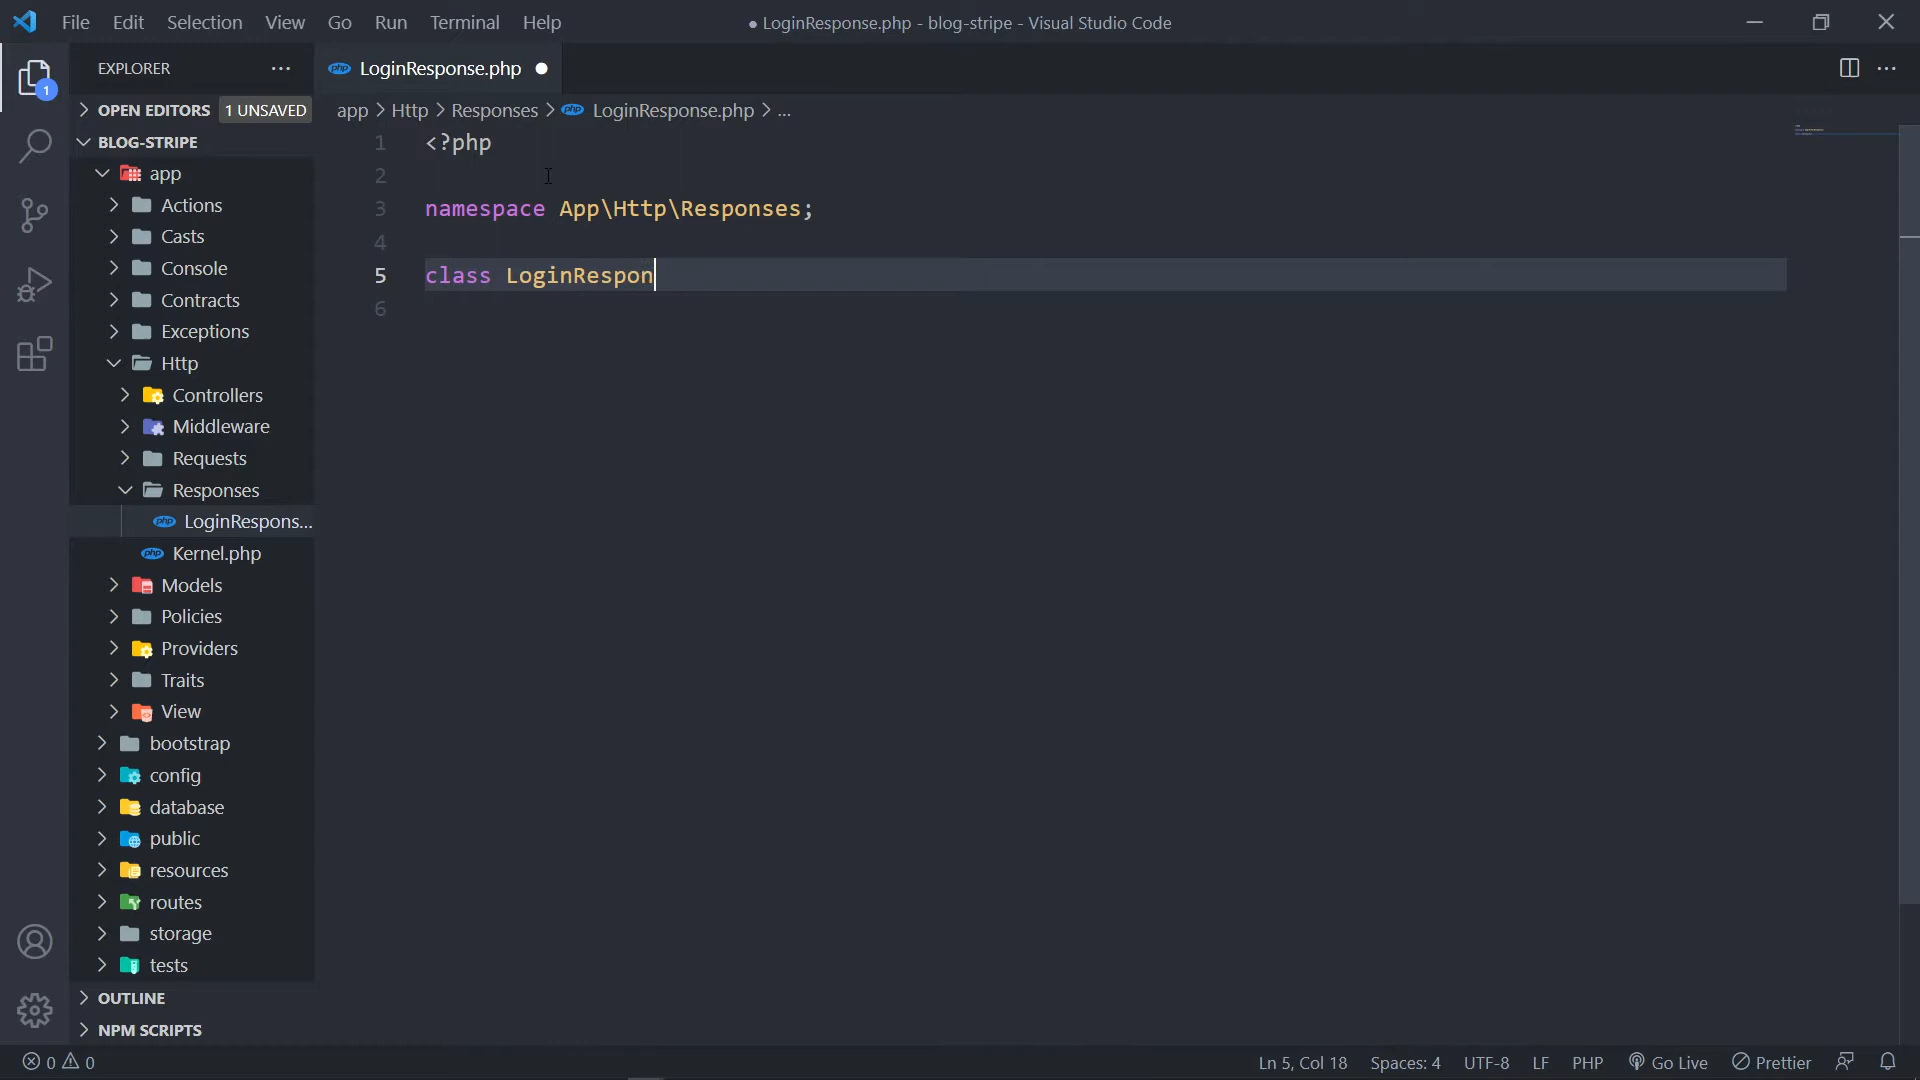 File Edit Selection View Go Run Terminal Help
● LoginResponse.php - blog-stripe - Visual Studio Code
EXPLORER
LoginResponse.php
1
OPEN EDITORS 1 UNSAVED
app > Http > Responses > LoginResponse.php > ...
BLOG-STRIPE
app
Actions
Casts
Console
Contracts
Exceptions
Http
Controllers
Middleware
Requests
Responses
LoginRespons...
Kernel.php
Models
Policies
Providers
Traits
View
bootstrap
config
database
public
resources
routes
storage
tests
OUTLINE
NPM SCRIPTS
1 <?php
2
3 namespace App\Http\Responses;
4
5 class LoginRespon
6
0 0
Ln 5, Col 18 Spaces: 4 UTF-8 LF PHP Go Live Prettier